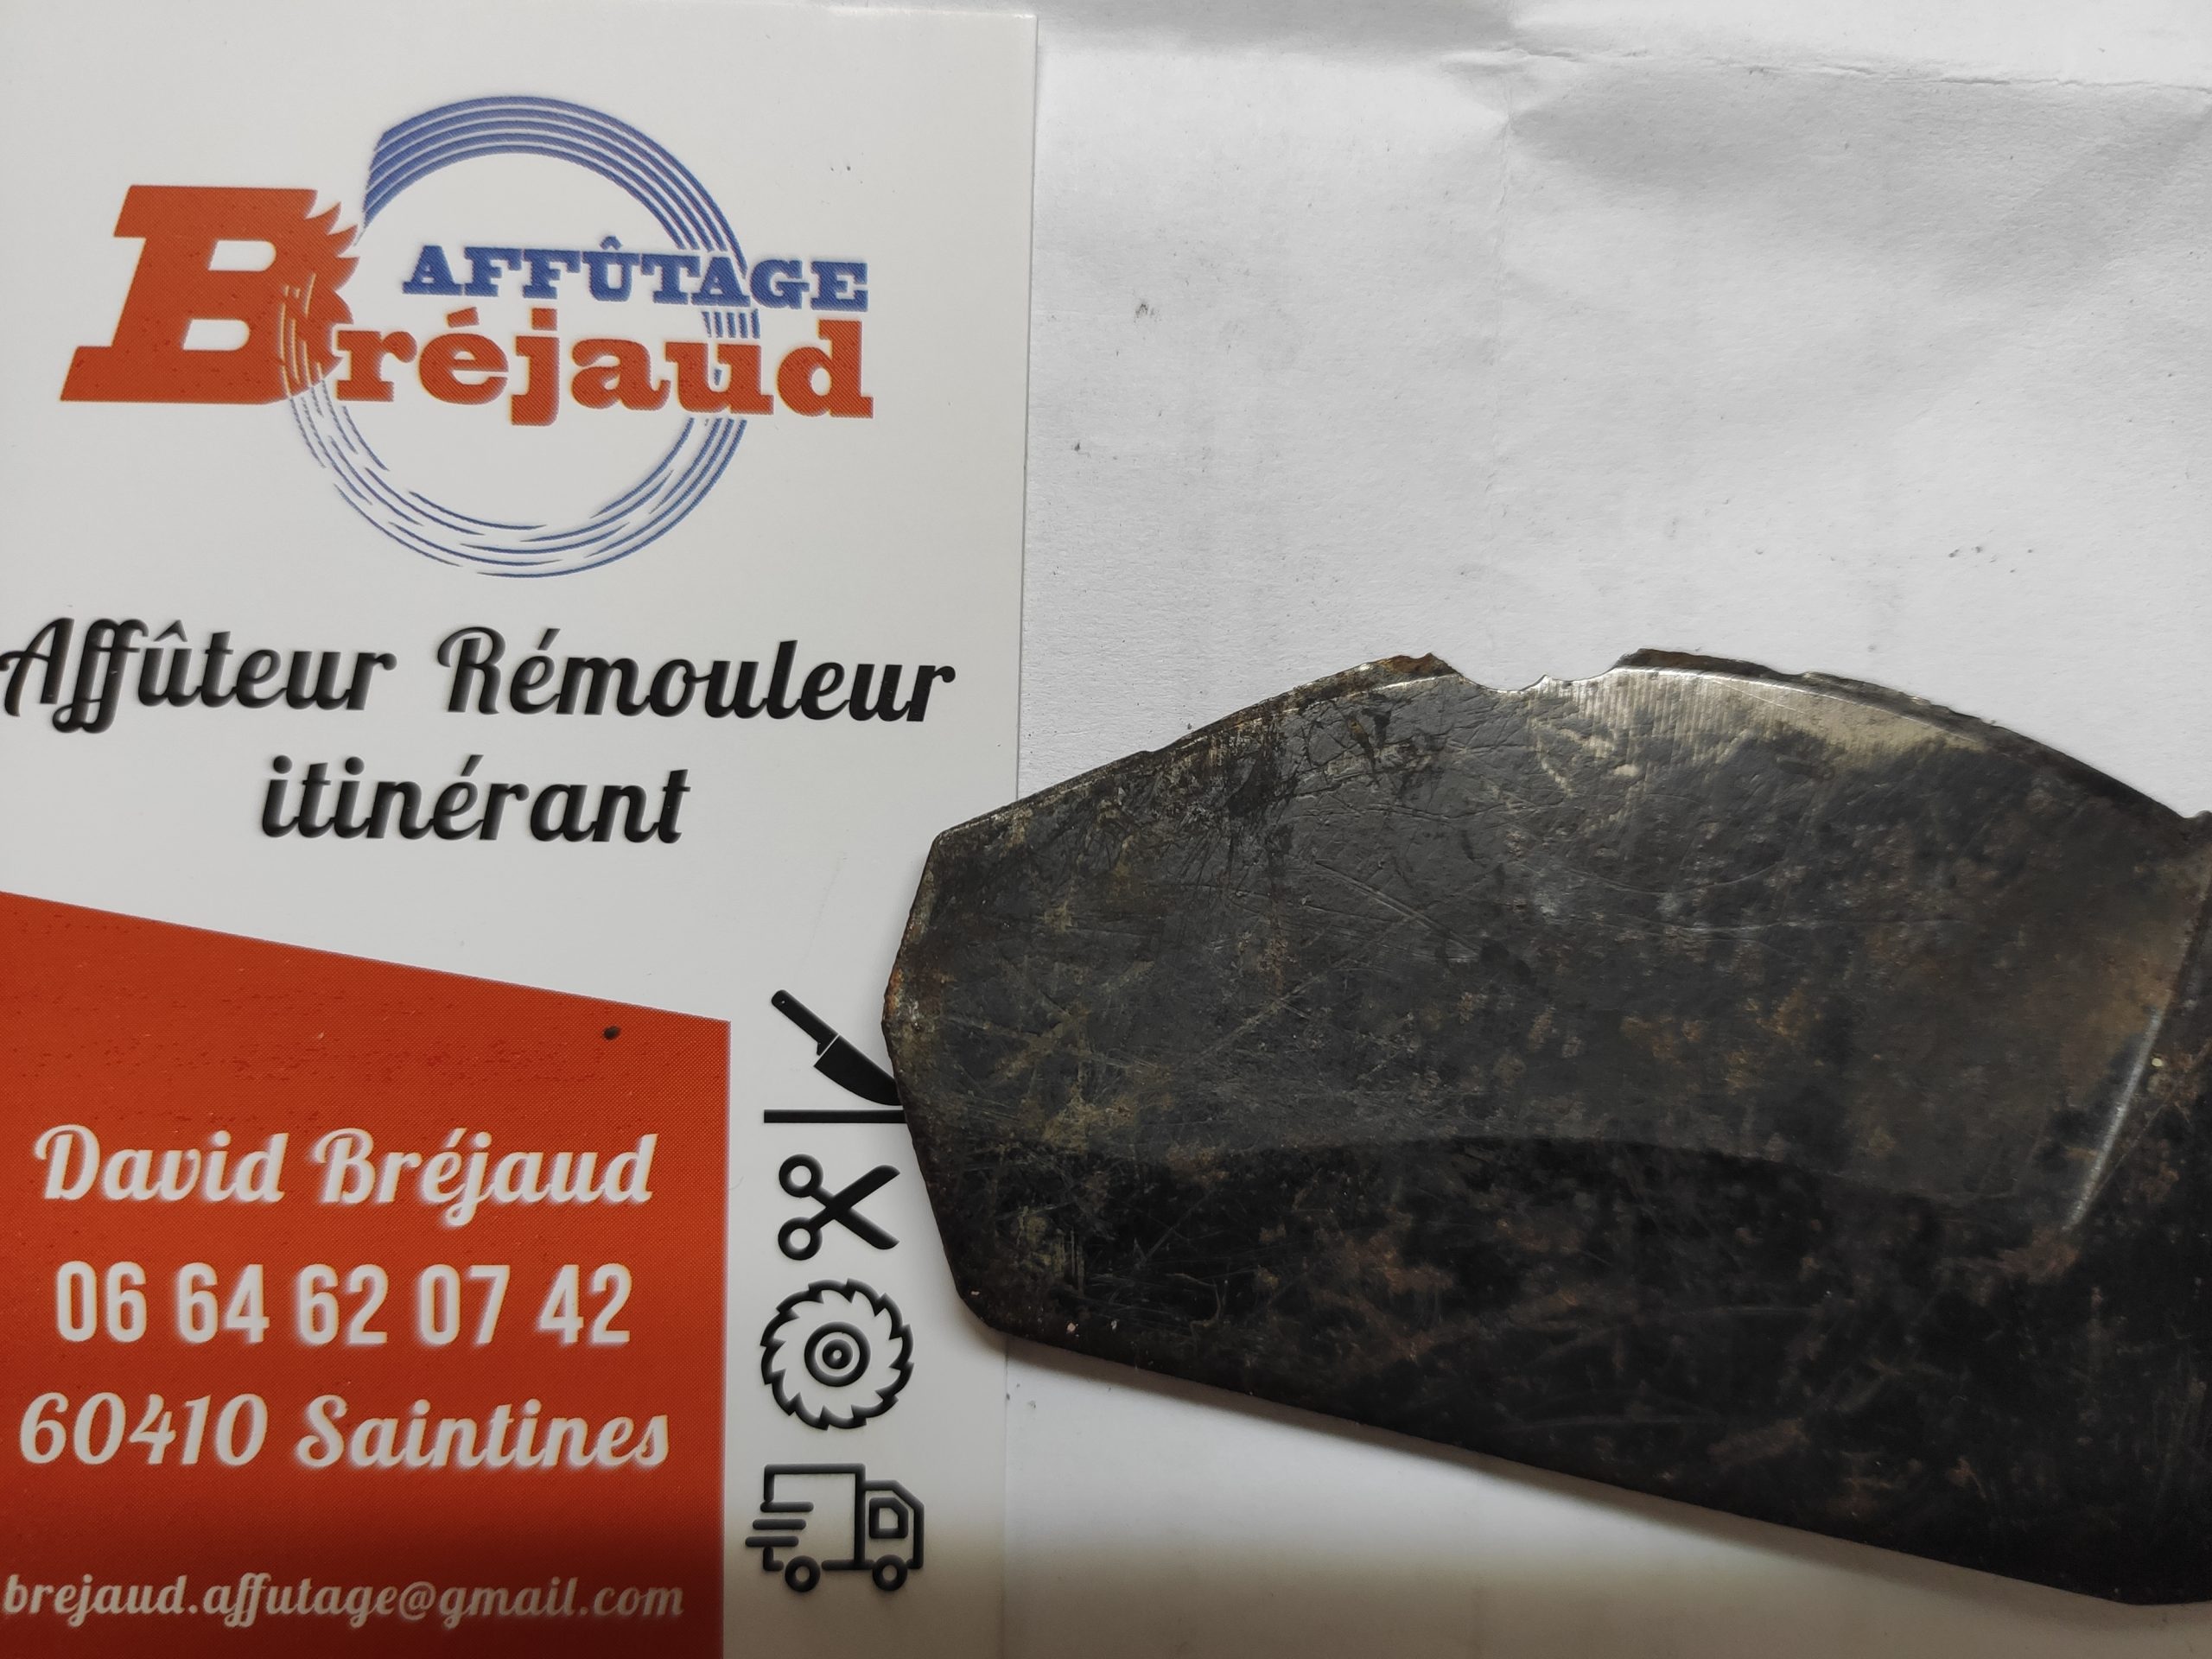 AFFÛTAGE
Bréjaud
Affûteur Rémouleur
itinérant
David Bréjaud
06 64 62 07 42
60410 Saintines
brejaud.affutage@gmail.com